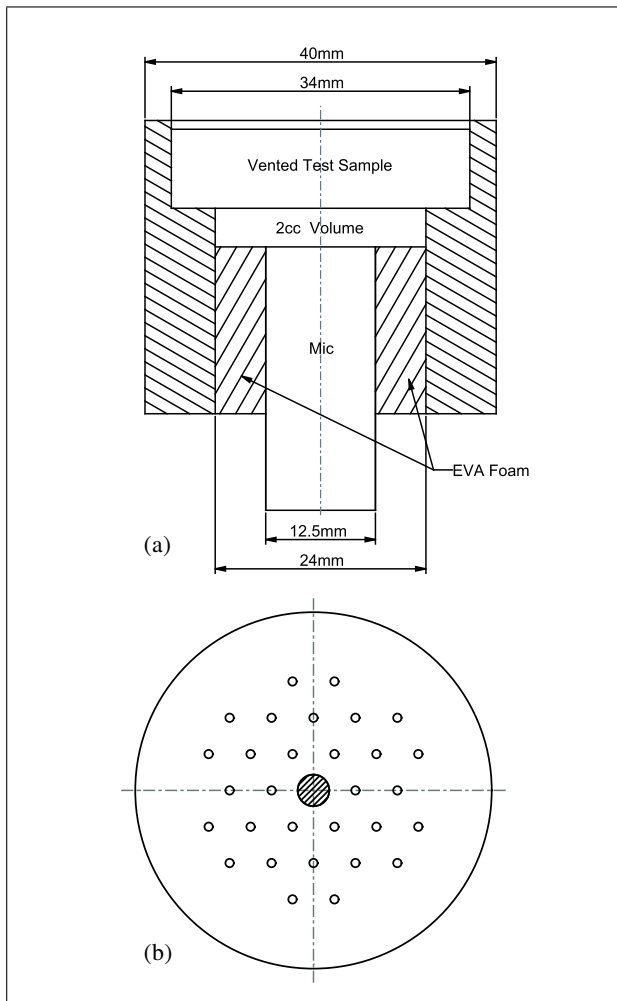 40mm
34mm
Vented Test Sample
2cc Volume
Mic
EVA Foam
12.5mm
(a)
24mm
(b)